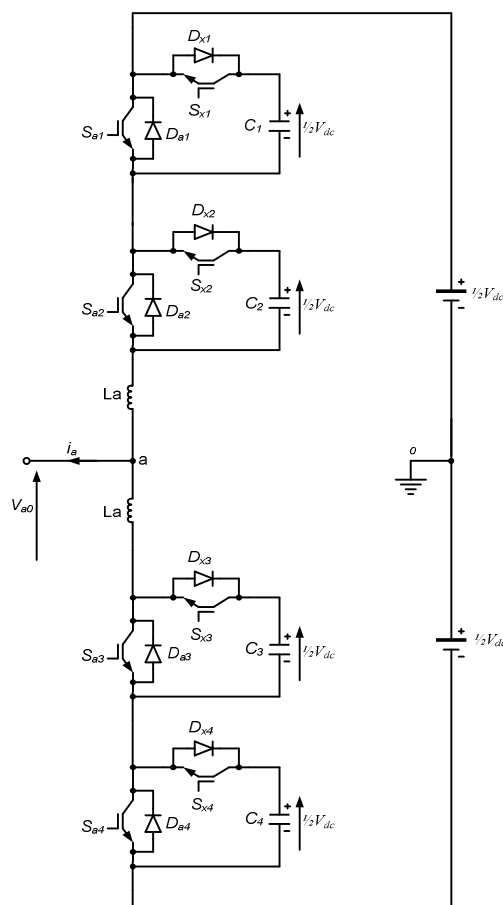 Dx1
Sx1
Sa1
Da1
C1
+
-
½Vdc
Dx2
Sx2
Sa2
Da2
C2
+
-
½Vdc
+
-
½Vdc
La
ia
a
o
Va0
La
Dx3
Sx3
Sa3
Da3
C3
+
-
½Vdc
+
-
½Vdc
Dx4
Sx4
Sa4
Da4
C4
+
-
½Vdc